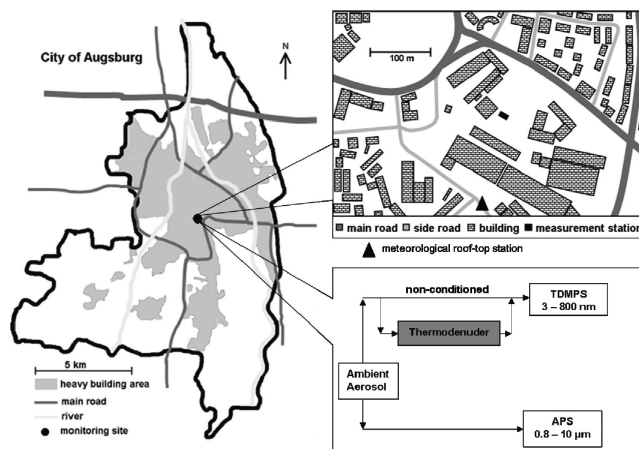 City of Augsburg
N
5 km
heavy building area
main road
river
monitoring site
100 m
main road
side road
building
measurement station
meteorological roof-top station
non-conditioned
TDMPS
3 – 800 nm
Thermodenuder
Ambient
Aerosol
APS
0.8 – 10 µm